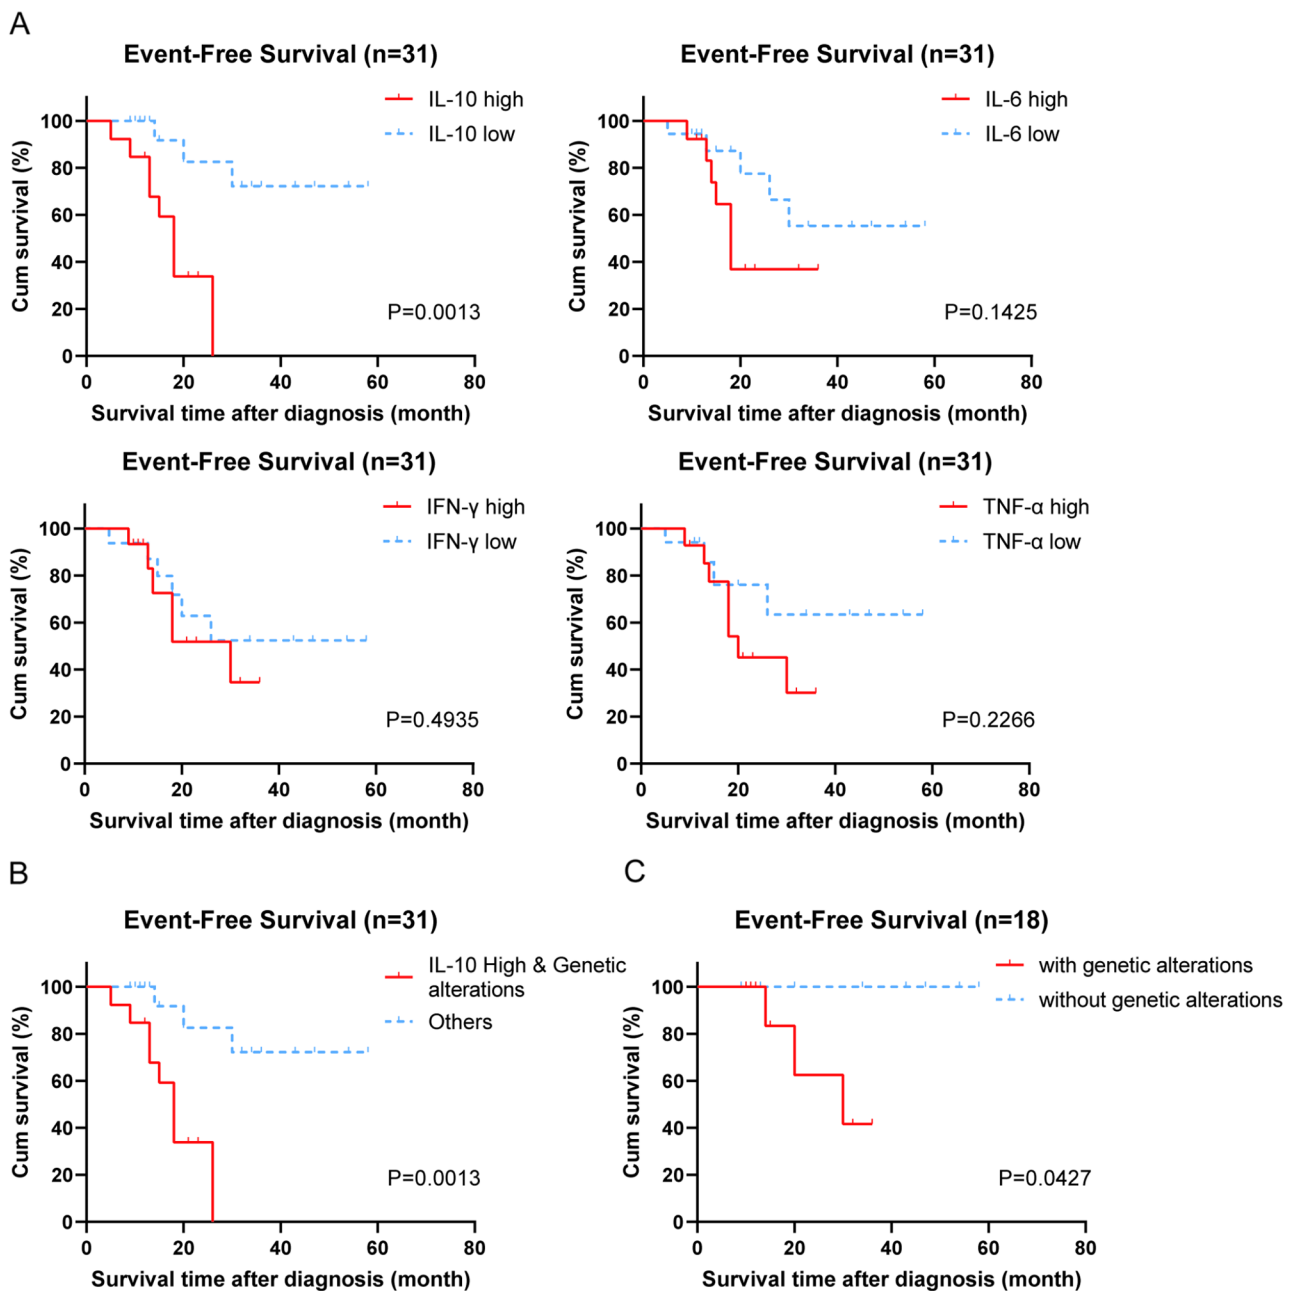 A
Event-Free Survival (n=31)
IL-10 high
IL-10 low
Cum survival (%)
100
80
60
40
20
0
P=0.0013
0 20 40 60 80
Survival time after diagnosis (month)
Event-Free Survival (n=31)
IL-6 high
IL-6 low
Cum survival (%)
100
80
60
40
20
0
P=0.1425
0 20 40 60 80
Survival time after diagnosis (month)
Event-Free Survival (n=31)
IFN-γ high
IFN-γ low
Cum survival (%)
100
80
60
40
20
0
P=0.4935
0 20 40 60 80
Survival time after diagnosis (month)
Event-Free Survival (n=31)
TNF-α high
TNF-α low
Cum survival (%)
100
80
60
40
20
0
P=0.2266
0 20 40 60 80
Survival time after diagnosis (month)
B
Event-Free Survival (n=31)
IL-10 High & Genetic
alterations
Others
Cum survival (%)
100
80
60
40
20
0
P=0.0013
0 20 40 60 80
Survival time after diagnosis (month)
C
Event-Free Survival (n=18)
with genetic alterations
without genetic alterations
Cum survival (%)
100
80
60
40
20
0
P=0.0427
0 20 40 60 80
Survival time after diagnosis (month)